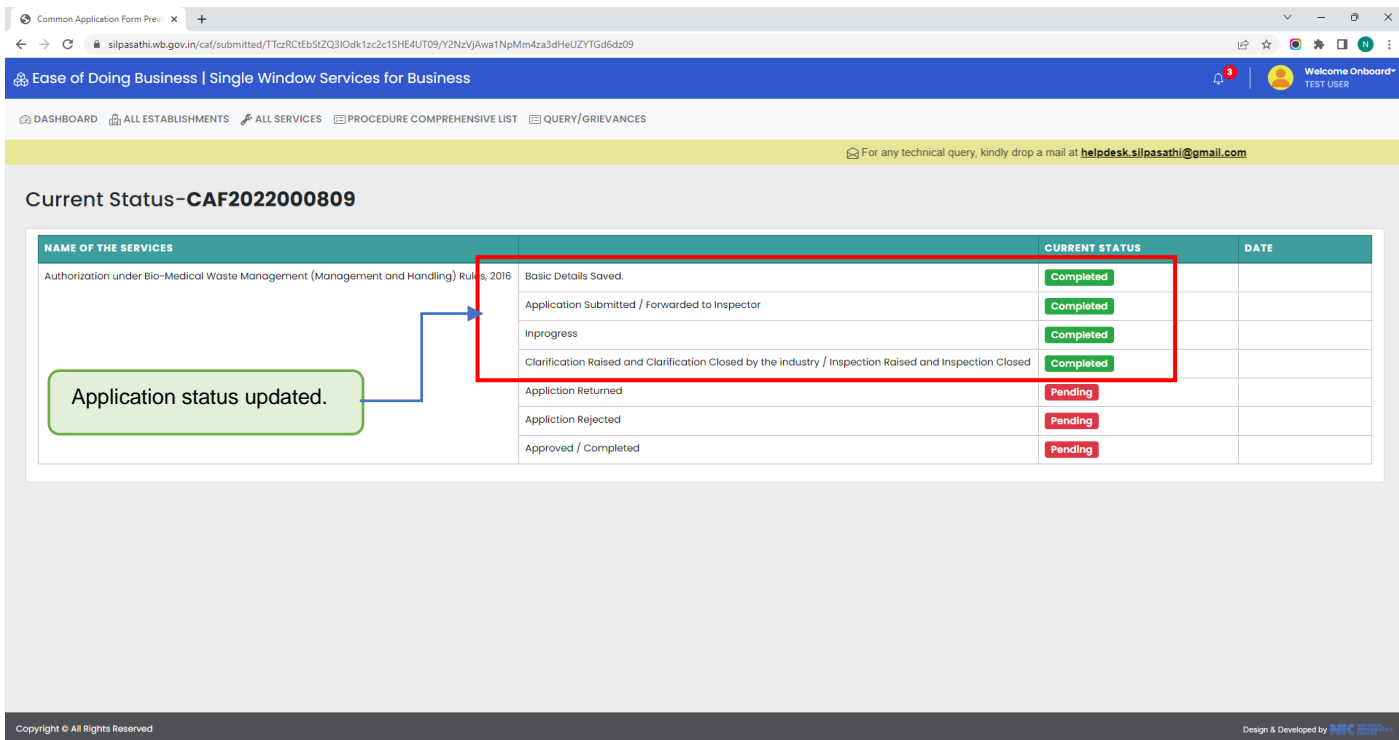 Common Application Form Previ
silpasathi.wb.gov.in/caf/submitted/TTczRCtEbStZQ3lOdk1zc2c1SHE4UT09/Y2NzVjAwa1NpMm4za3dHeUZYTGd6dz09
N
Ease of Doing Business | Single Window Services for Business
3
Welcome Onboard
TEST USER
DASHBOARD ALL ESTABLISHMENTS ALL SERVICES PROCEDURE COMPREHENSIVE LIST QUERY/GRIEVANCES
For any technical query, kindly drop a mail at helpdesk.silpasathi@gmail.com
Current Status-CAF2022000809
NAME OF THE SERVICES CURRENT STATUS DATE
Authorization under Bio-Medical Waste Management (Management and Handling) Rules, 2016 Basic Details Saved. Completed
Application Submitted / Forwarded to Inspector Completed
Inprogress Completed
Clarification Raised and Clarification Closed by the industry / Inspection Raised and Inspection Closed Completed
Application status updated.
Appliction Returned Pending
Appliction Rejected Pending
Approved / Completed Pending
Copyright © All Rights Reserved
Design & Developed by NIC NATIONAL INFORMATICS CENTRE